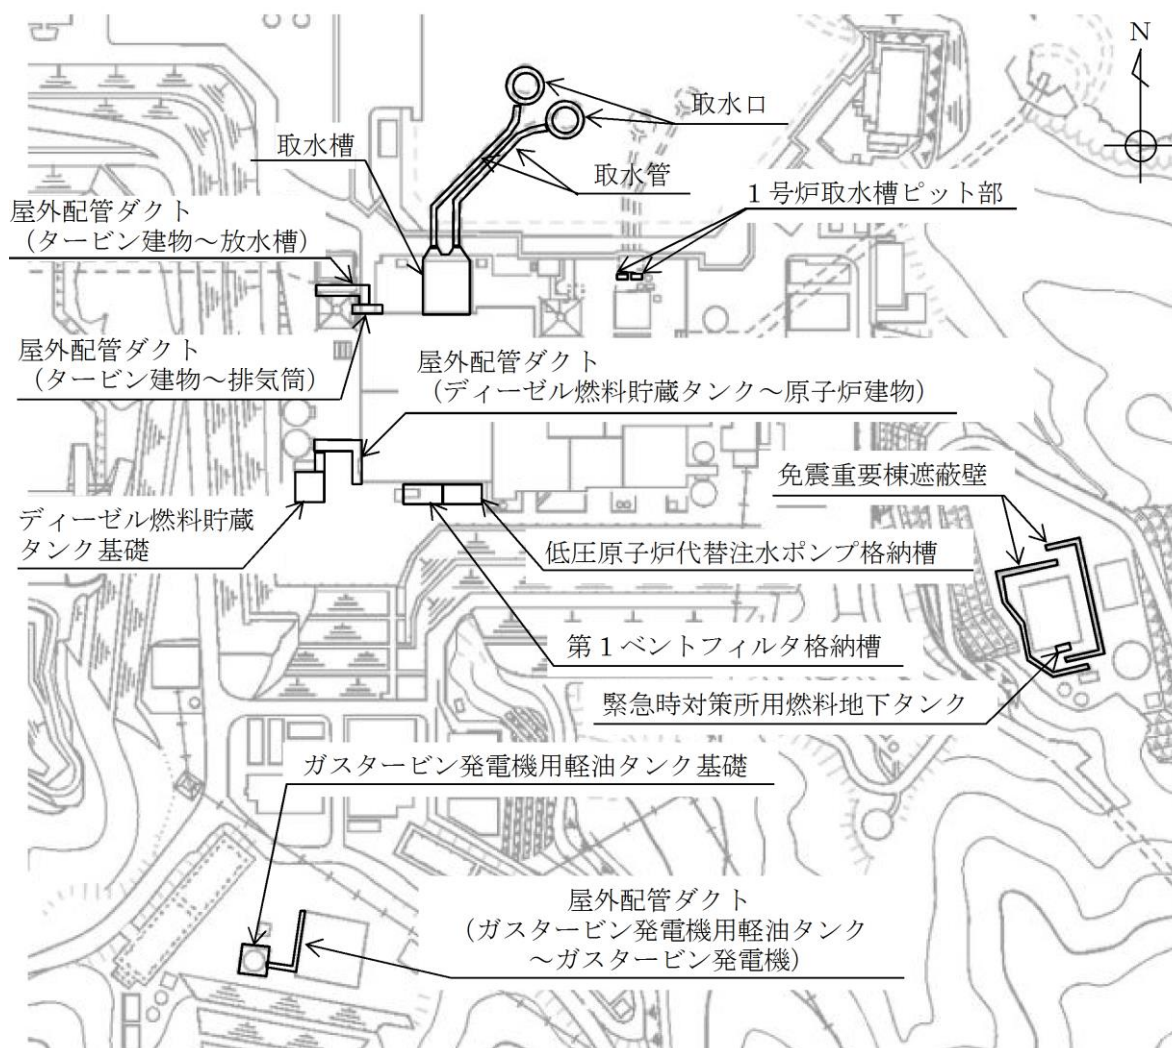 N
取水口
取水槽
取水管
1号炉取水槽ピット部
屋外配管ダクト
（タービン建物～放水槽）
屋外配管ダクト
（タービン建物～排気筒）
屋外配管ダクト
（ディーゼル燃料貯蔵タンク～原子炉建物）
免震重要棟遮蔽壁
ディーゼル燃料貯蔵
タンク基礎
低圧原子炉代替注水ポンプ格納槽
第1ベントフィルタ格納槽
緊急時対策所用燃料地下タンク
ガスタービン発電機用軽油タンク基礎
屋外配管ダクト
（ガスタービン発電機用軽油タンク
～ガスタービン発電機）